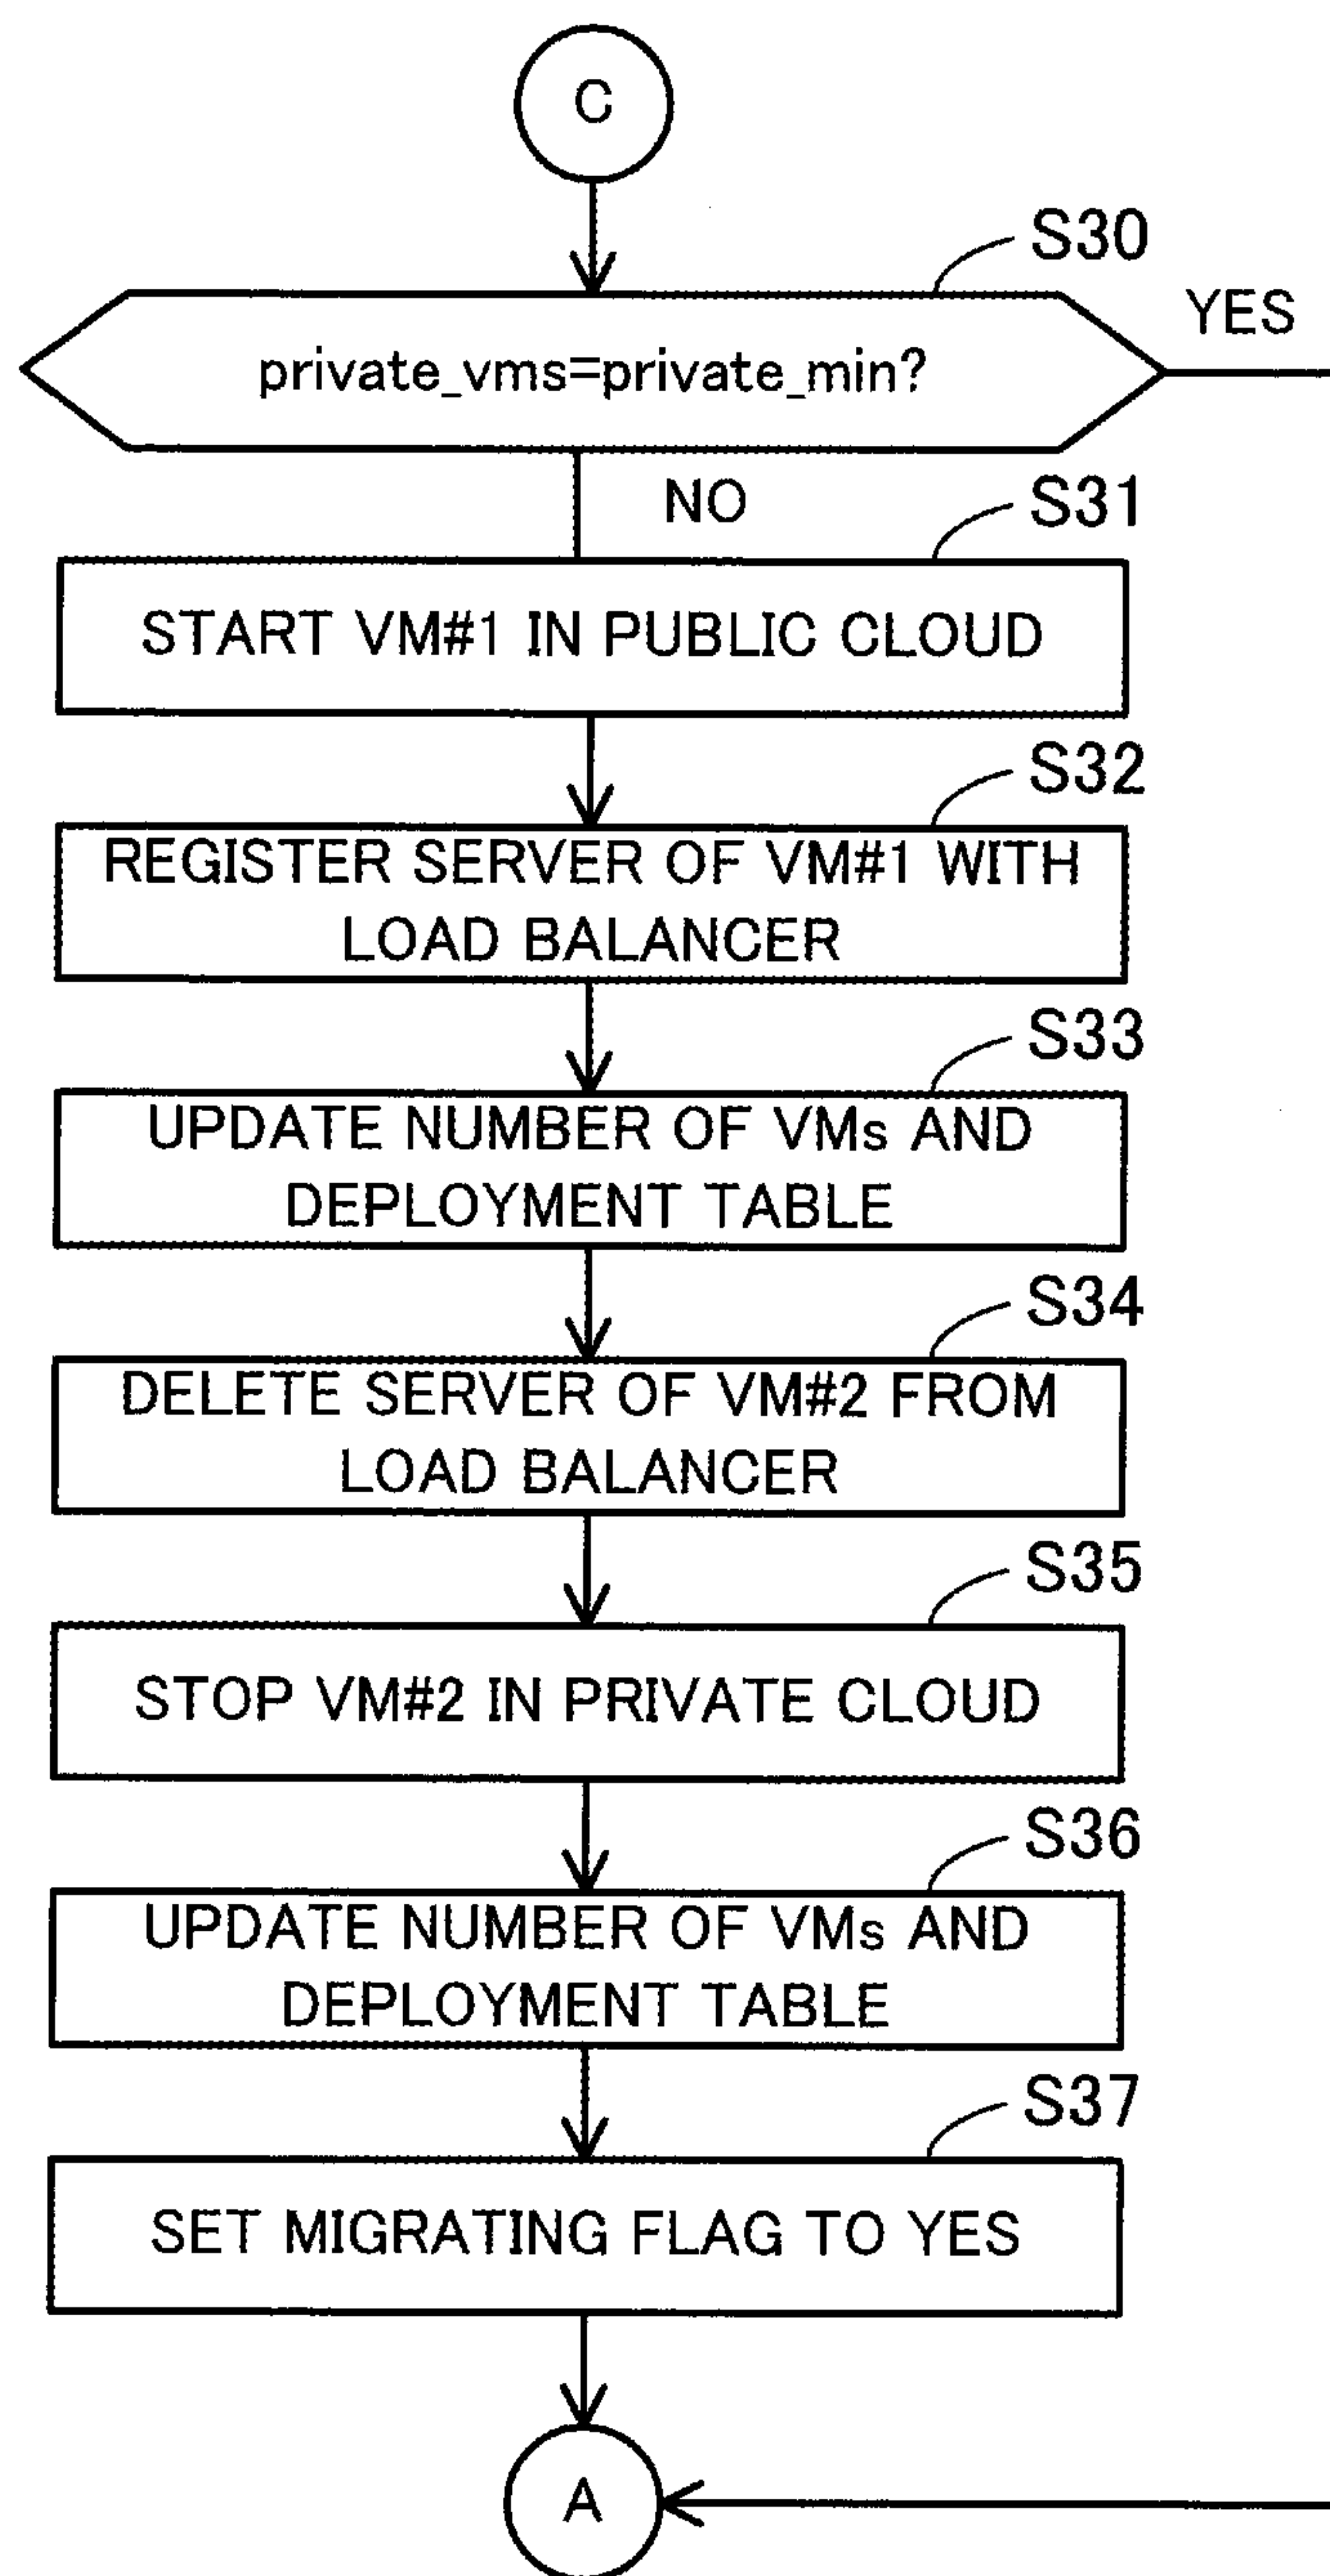 C
S30
YES
private_vms=private_min?
NO
S31
START VM#1 IN PUBLIC CLOUD
S32
REGISTER SERVER OF VM#1 WITH
LOAD BALANCER
S33
UPDATE NUMBER OF VMs AND
DEPLOYMENT TABLE
S34
DELETE SERVER OF VM#2 FROM
LOAD BALANCER
S35
STOP VM#2 IN PRIVATE CLOUD
S36
UPDATE NUMBER OF VMs AND
DEPLOYMENT TABLE
S37
SET MIGRATING FLAG TO YES
A